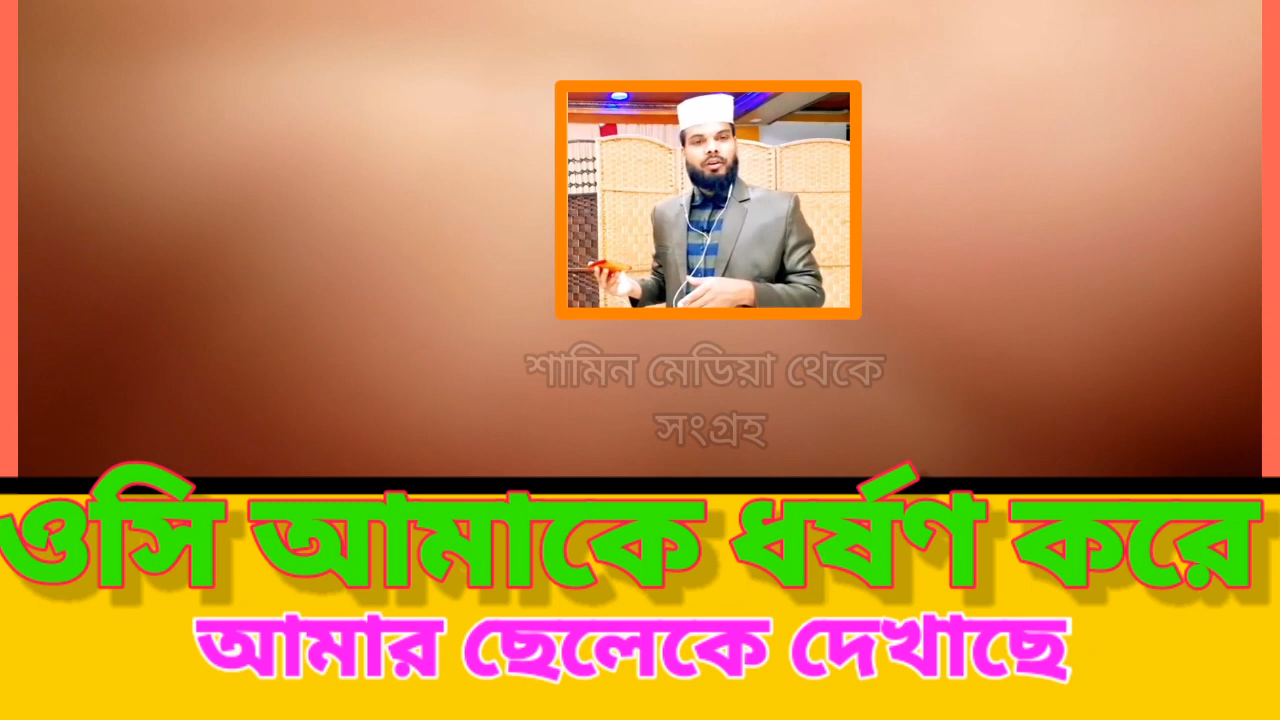 শামিন মেডিয়া থেকে
সংগ্রহ
ওসি আমাকে ধর্ষণ করে
আমার ছেলেকে দেখাছে